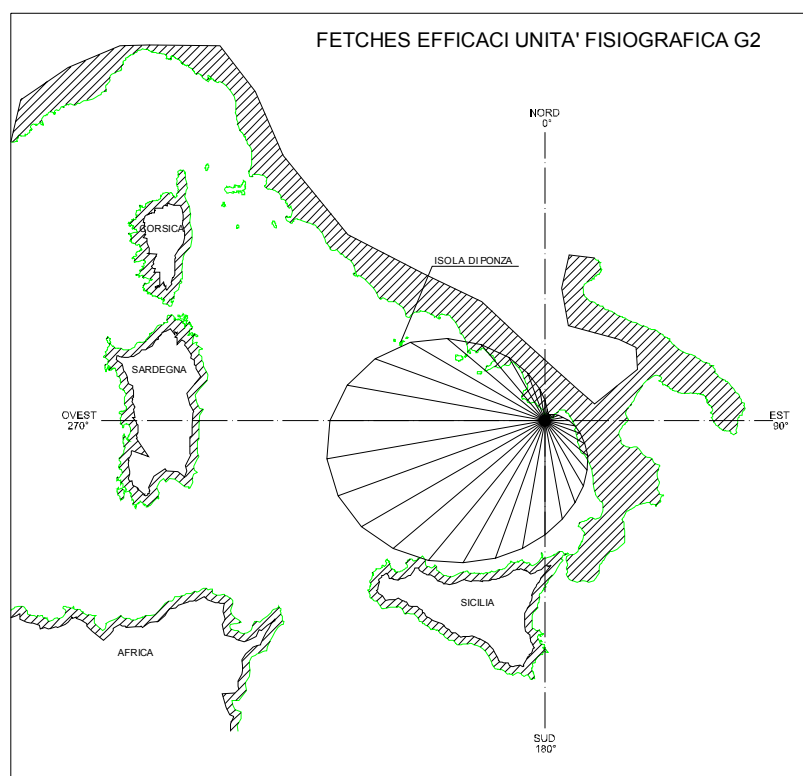 FETCHES EFFICACI UNITA' FISIOGRAFICA G2
NORD
0°
CORSICA
ISOLA DI PONZA
SARDEGNA
OVEST
270°
EST
90°
SICILIA
AFRICA
SUD
180°